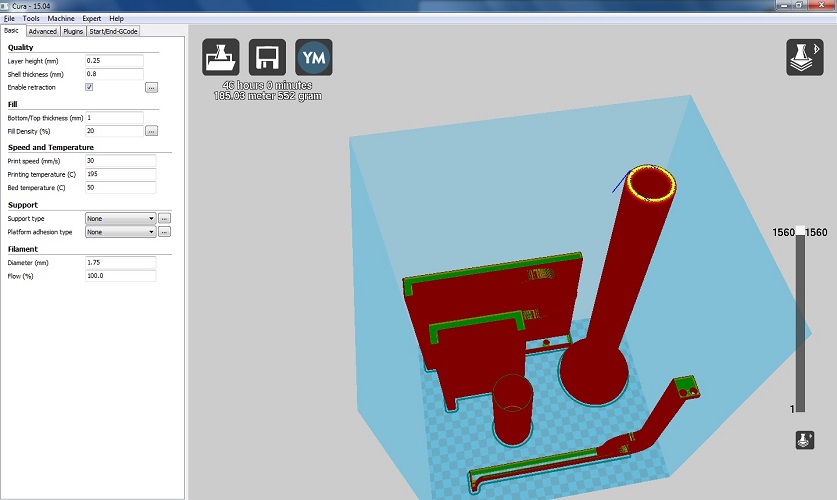 Cura - 15.04
File Tools Machine Expert Help
Basic Advanced Plugins Start/End-GCode
Quality
Layer height (mm) 0.25
Shell thickness (mm) 0.8
Enable retraction ...
Fill
Bottom/Top thickness (mm) 1
Fill Density (%) 20 ...
Speed and Temperature
Print speed (mm/s) 30
Printing temperature (C) 195
Bed temperature (C) 50
Support
Support type None ...
Platform adhesion type None ...
Filament
Diameter (mm) 1.75
Flow (%) 100.0
YM
46 hours 0 minutes
185.03 meter 552 gram
1560 1560
1